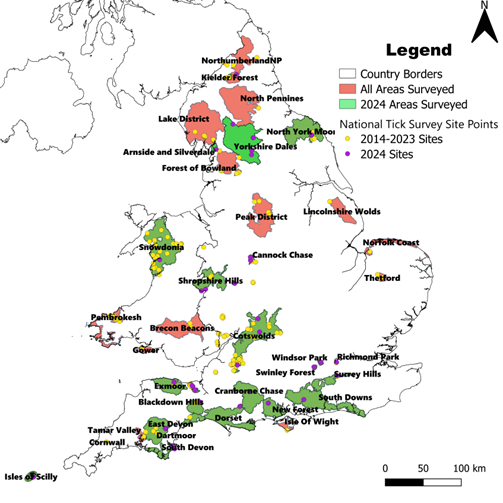 N
Legend
Country Borders
All Areas Surveyed
2024 Areas Surveyed
National Tick Survey Site Points
2014-2023 Sites
2024 Sites
NorthumberlandNP
Kielder Forest
North Pennines
Lake District
North York Moo
Arnside and Silverdale
Yorkshire Dales
Forest of Bowland
Peak District
Lincolnshire Wolds
Snowdonia
Norfolk Coast
Cannock Chase
Thetford
Shropshire Hills
Pembrokesh
Brecon Beacons
Cotswolds
Gower
Windsor Park
Richmond Park
Swinley Forest
Surrey Hills
Exmoor
Cranborne Chase
Blackdown Hills
South Downs
New Forest
Dorset
Isle Of Wight
East Devon
Tamar Valley
Dartmoor
Cornwall
South Devon
Isles of Scilly
0 50 100 km